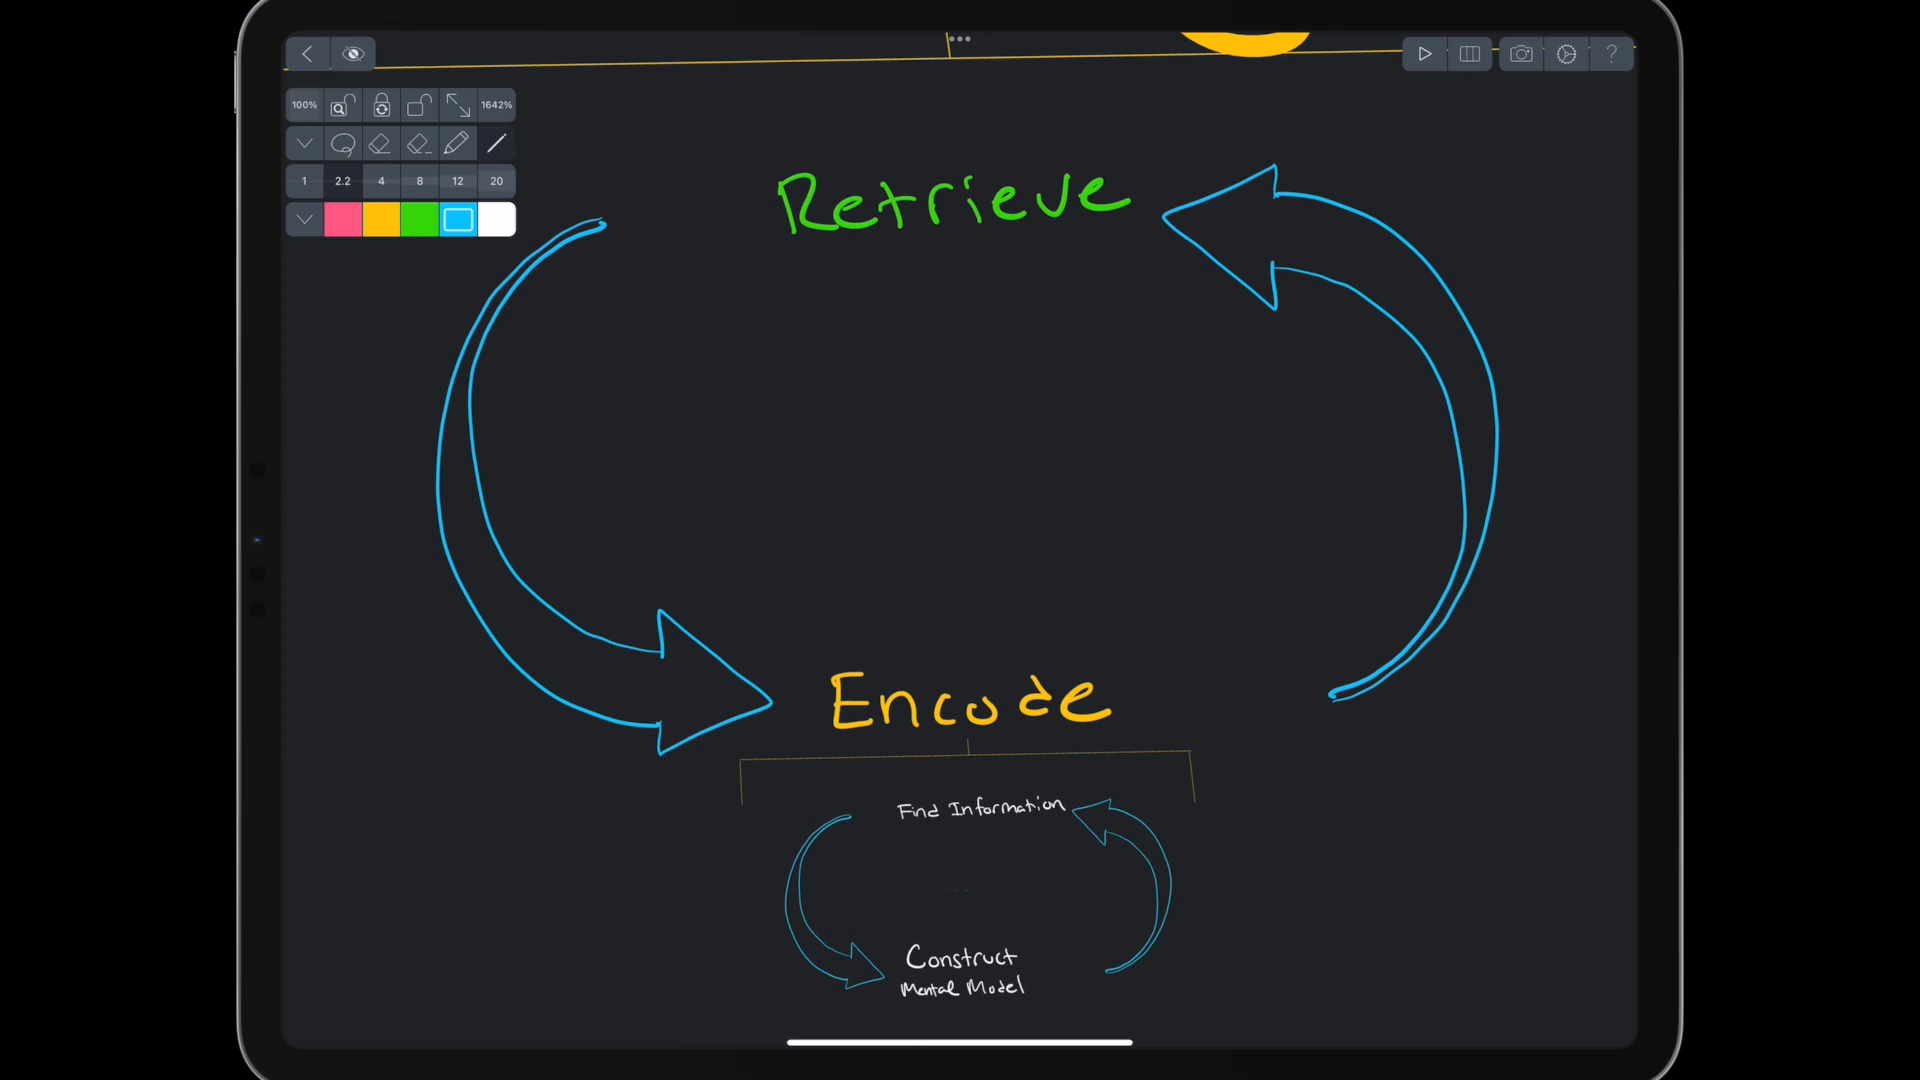 100%
1642%
1 2.2 4 8 12 20
?
Retrieve
Encode
Find Information
Construct
Mental Model